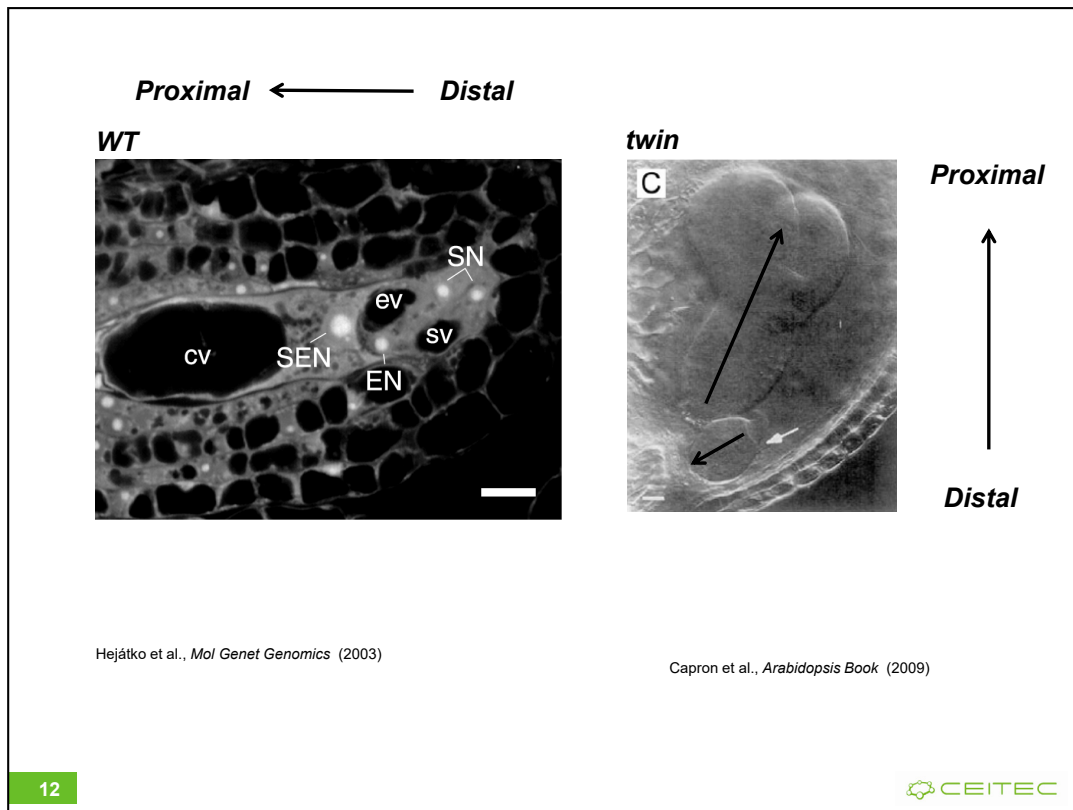 Proximal Distal
WT
twin
C
Proximal
SN
ev
sv
cv
SEN
EN
Distal
Hejátko et al., Mol Genet Genomics (2003)
Capron et al., Arabidopsis Book (2009)
12
CEITEC